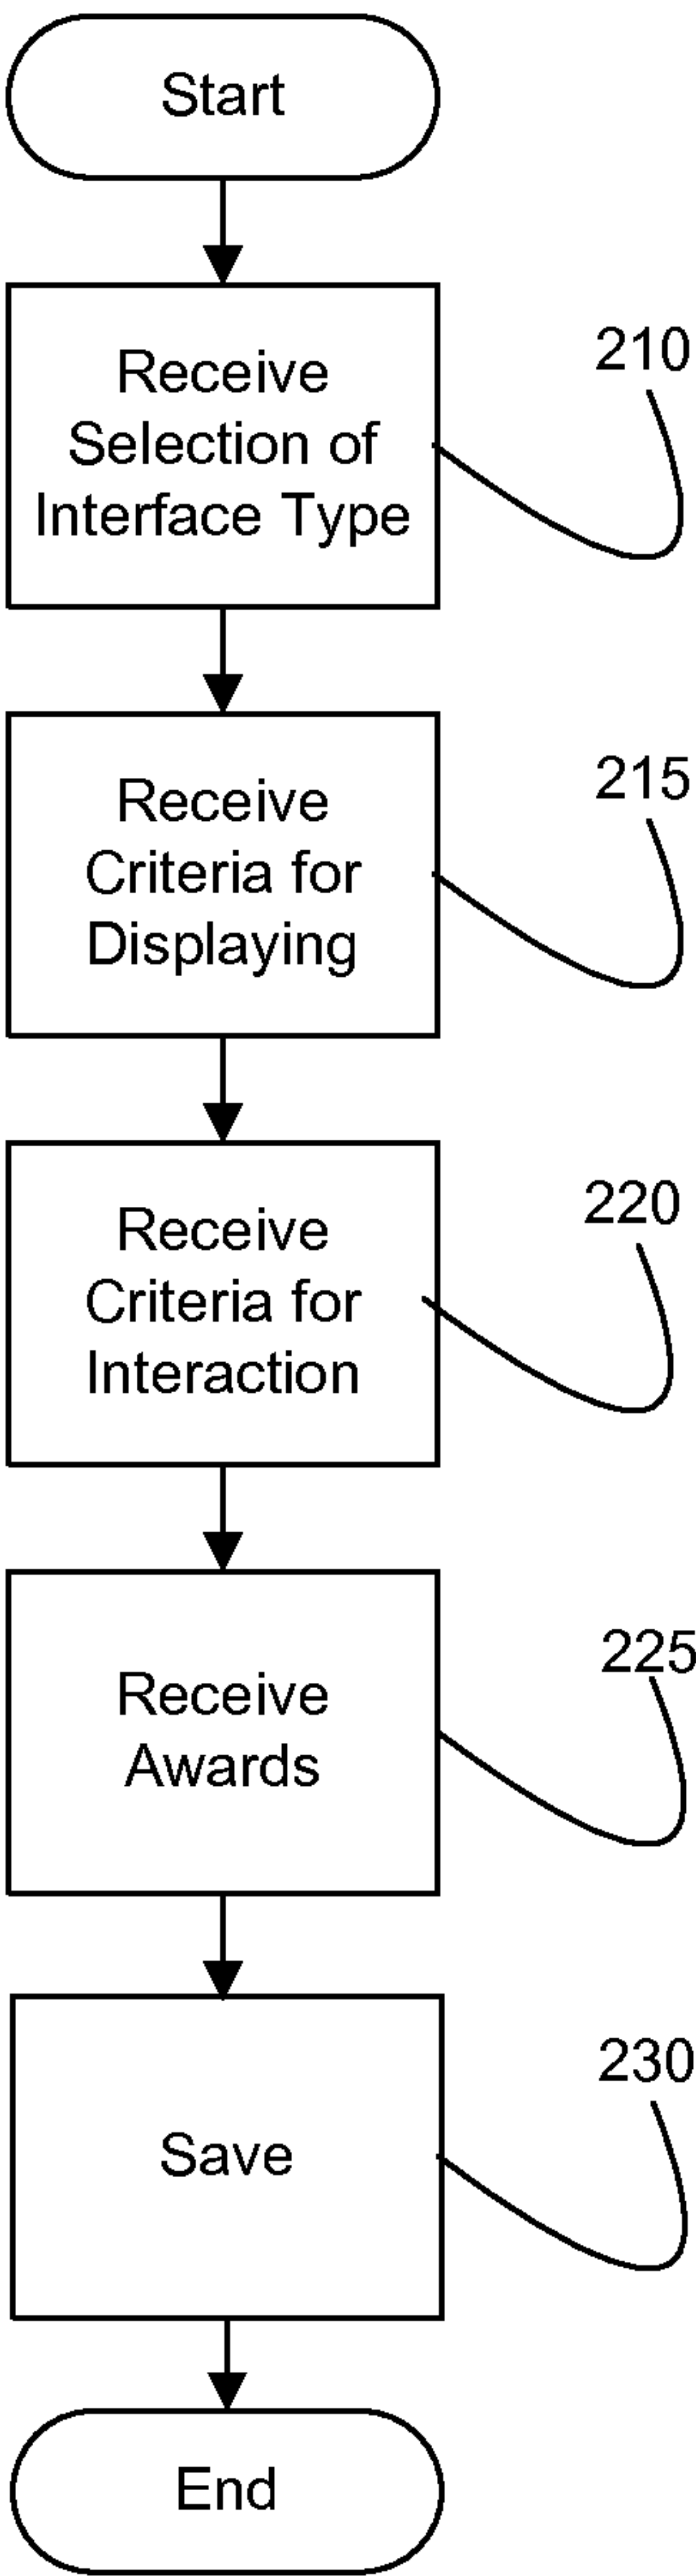 Start
Receive
Selection of
Interface Type
210
Receive
Criteria for
Displaying
215
Receive
Criteria for
Interaction
220
Receive
Awards
225
Save
230
End